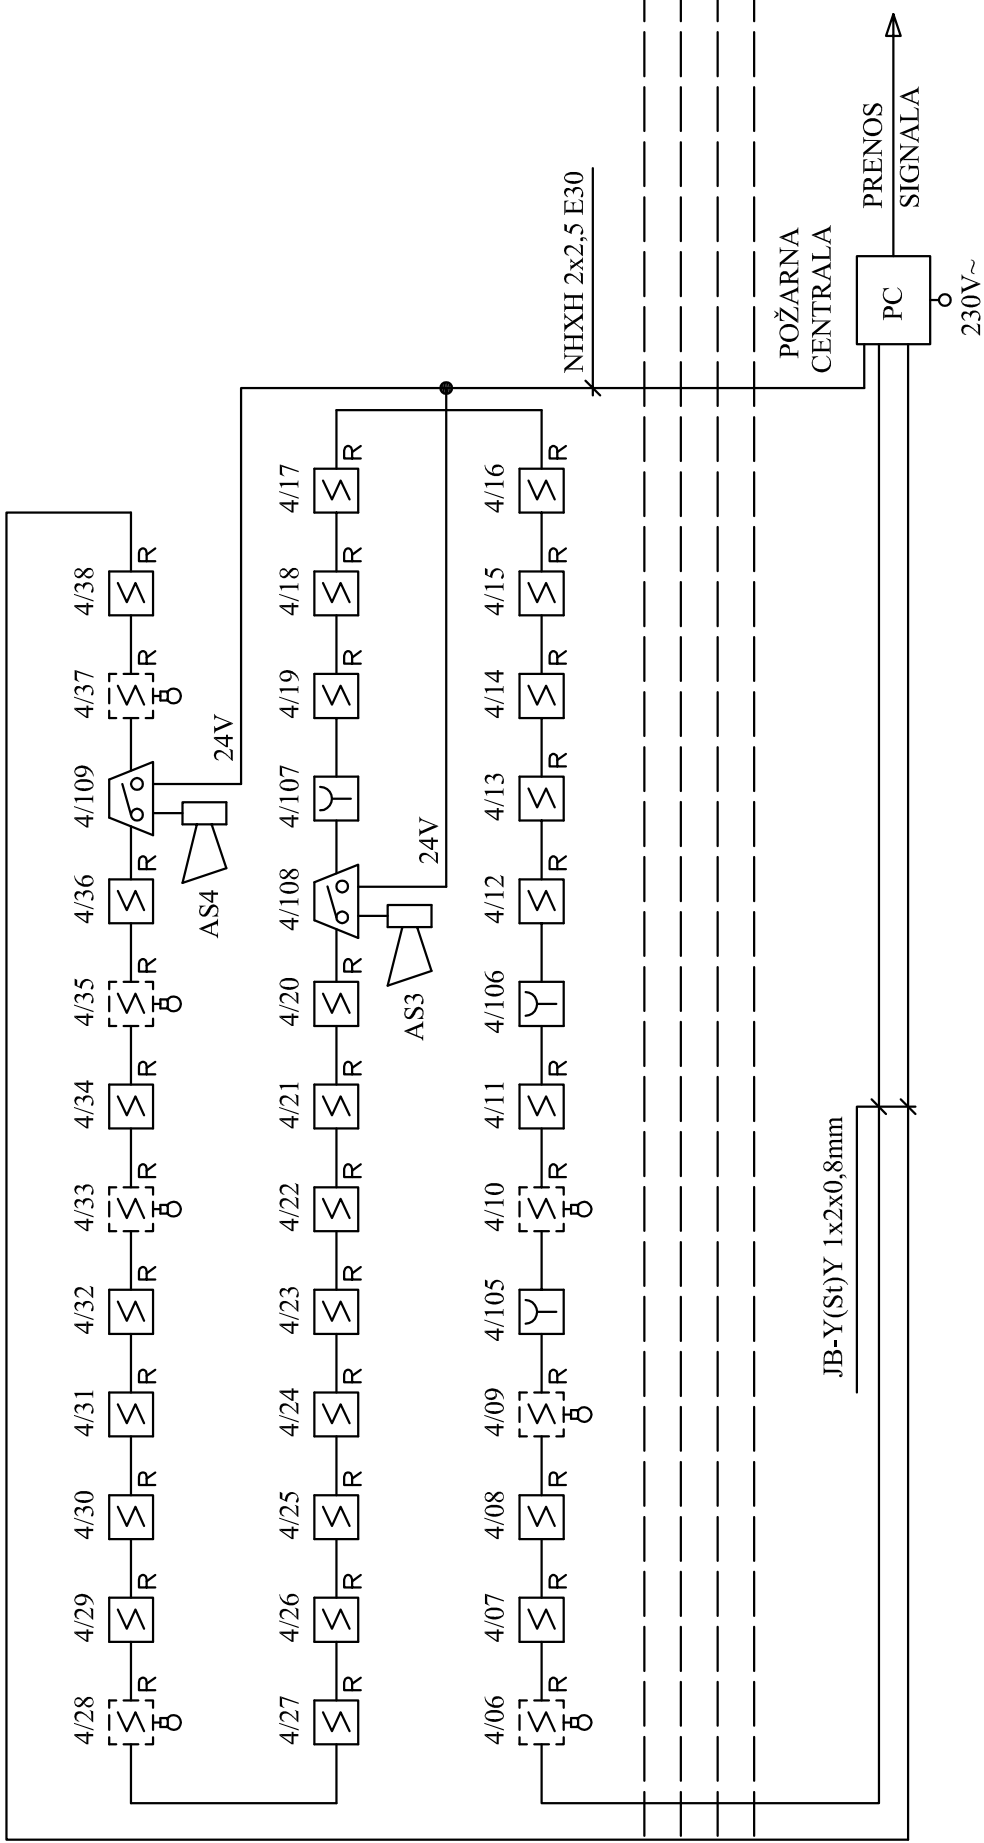 4/28 4/29 4/30 4/31 4/32 4/33 4/34 4/35 4/36 4/109 4/37 4/38
R R R R R R R R R R R
AS4 24V
4/27 4/26 4/25 4/24 4/23 4/22 4/21 4/20 4/108 4/107 4/19 4/18 4/17
R R R R R R R R R R R
AS3 24V
4/06 4/07 4/08 4/09 4/105 4/10 4/11 4/106 4/12 4/13 4/14 4/15 4/16
R R R R R R R R R R R
NHXH 2x2,5 E30
JB-Y(St)Y 1x2x0,8mm
POŽARNA
CENTRALA
PC
230V~
PRENOS
SIGNALA